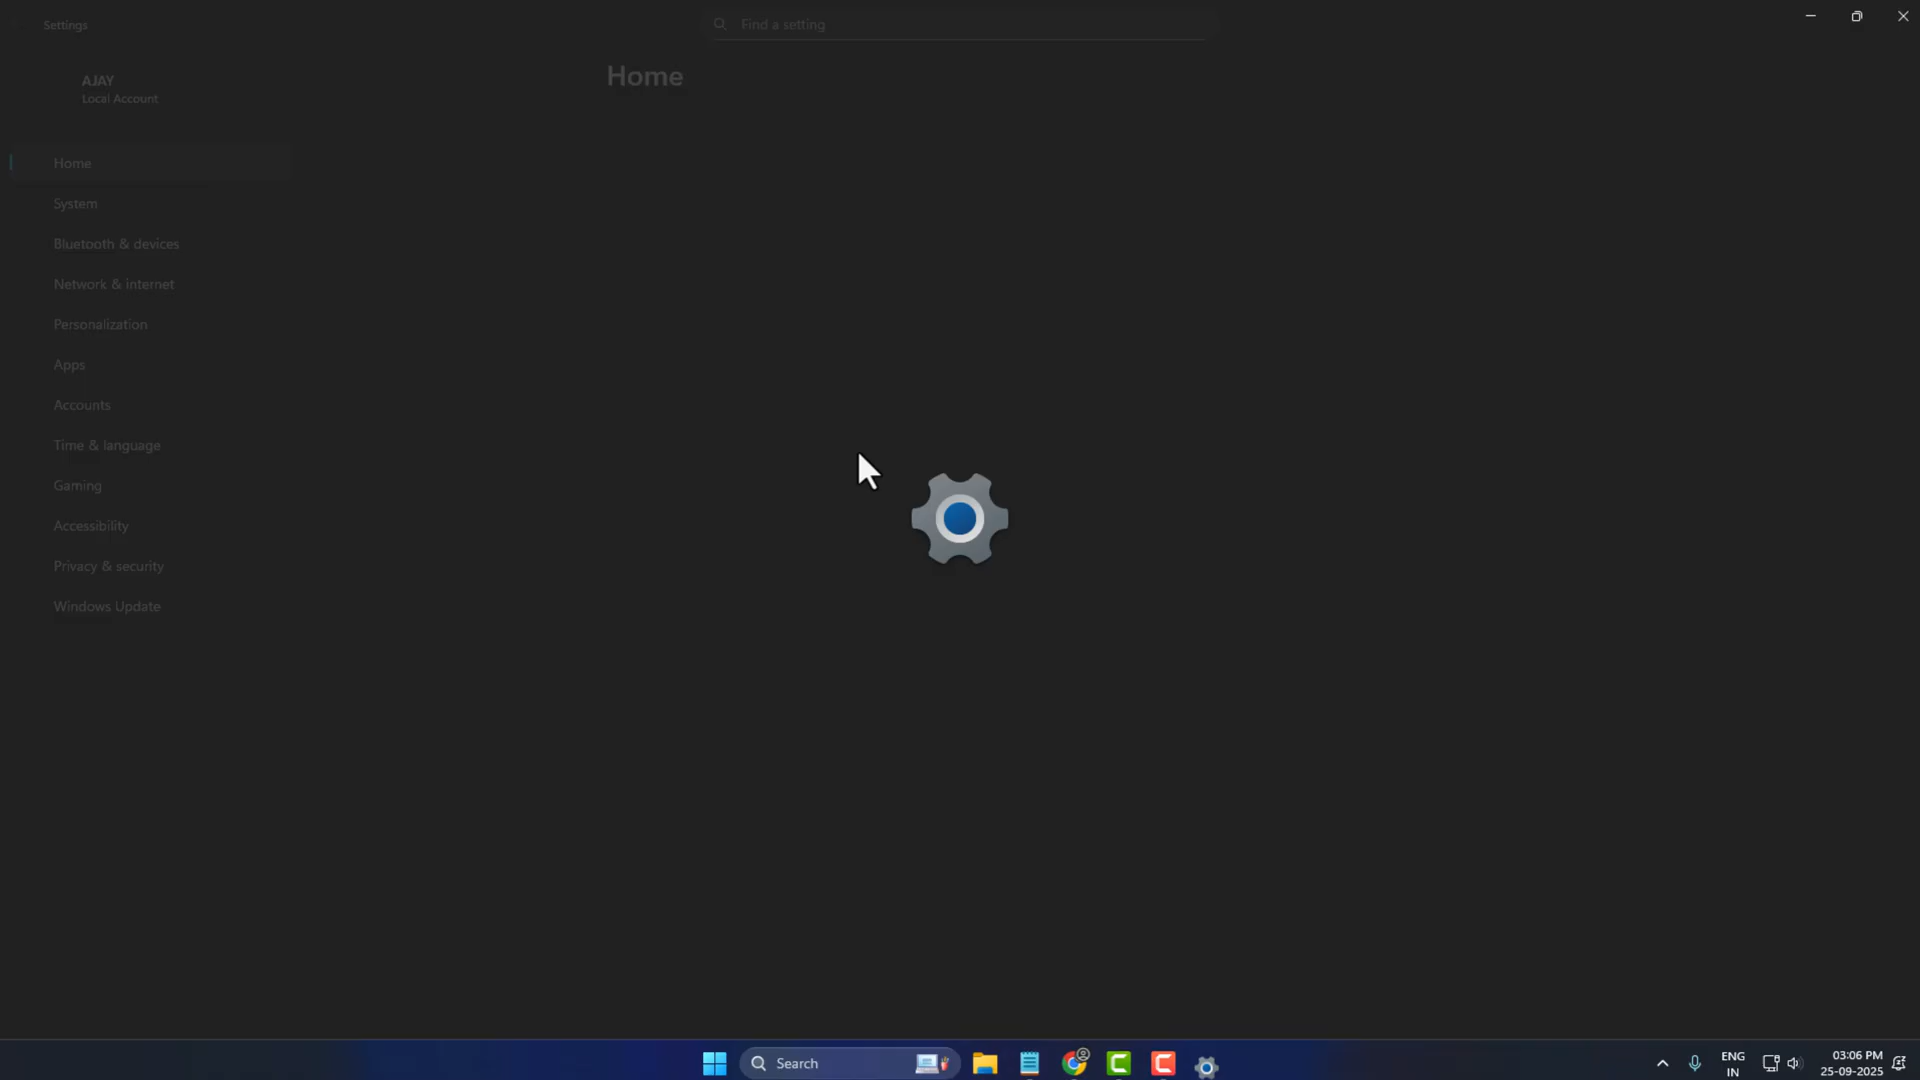 Settings
Find a setting
AJAY
Local Account
Home
Home
System
Bluetooth & devices
Network & internet
Personalization
Apps
Accounts
Time & language
Gaming
Accessibility
Privacy & security
Windows Update
Search
ENG
IN
03:06 PM
25-09-2025